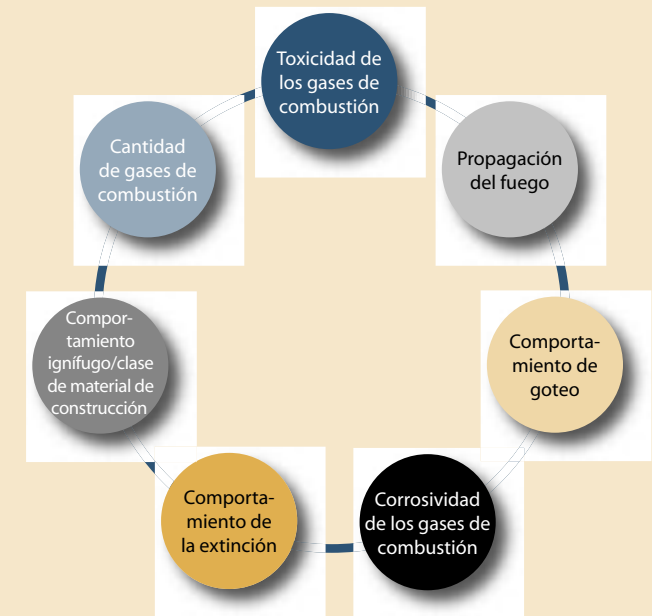 Toxicidad de
los gases de
combustión
Propagación
del fuego
Comporta-
miento de
goteo
Corrosividad
de los gases de
combustión
Comporta-
miento de
la extinción
Compor-
tamiento
ignífugo/clase
de material de
construcción
Cantidad
de gases de
combustión